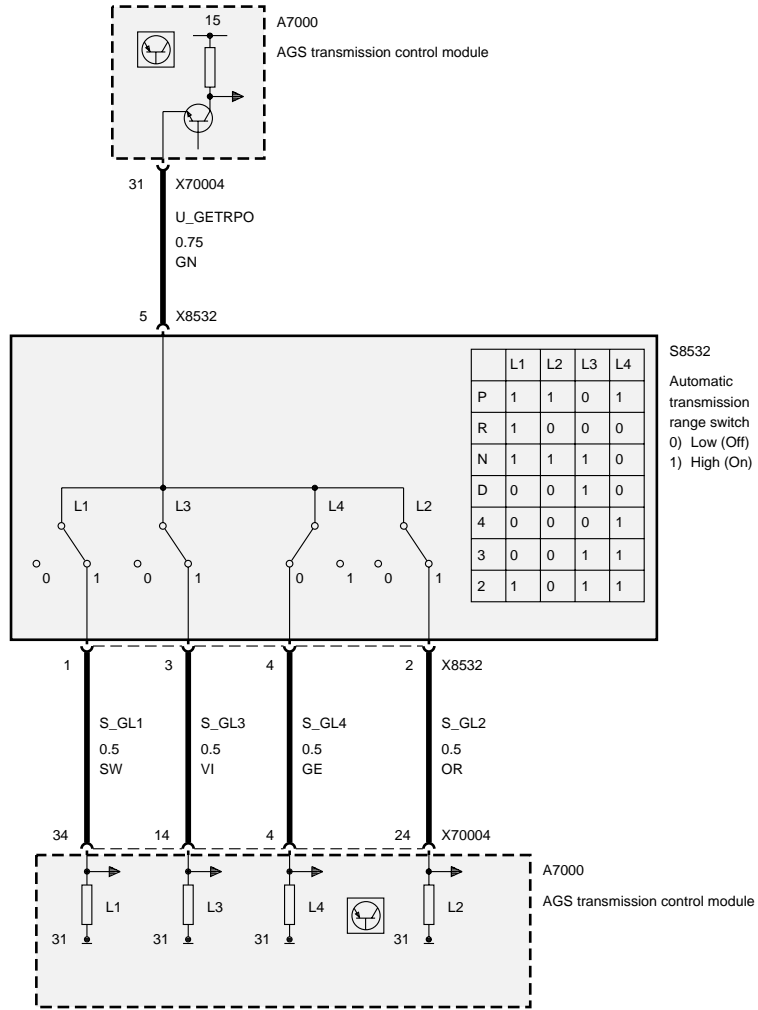 15
A7000
AGS transmission control module
31 X70004
U_GETRPO
0.75
GN
5 X8532
S8532
Automatic
transmission
range switch
0) Low (Off)
1) High (On)
L1 L2 L3 L4
P 1 1 0 1
R 1 0 0 0
N 1 1 1 0
D 0 0 1 0
4 0 0 0 1
3 0 0 1 1
2 1 0 1 1
L1 L3 L4 L2
0 1 0 1 0 1 0 1
1 3 4 2 X8532
S_GL1 S_GL3 S_GL4 S_GL2
0.5 0.5 0.5 0.5
SW VI GE OR
34 14 4 24 X70004
A7000
AGS transmission control module
L1 L3 L4 L2
31 31 31 31